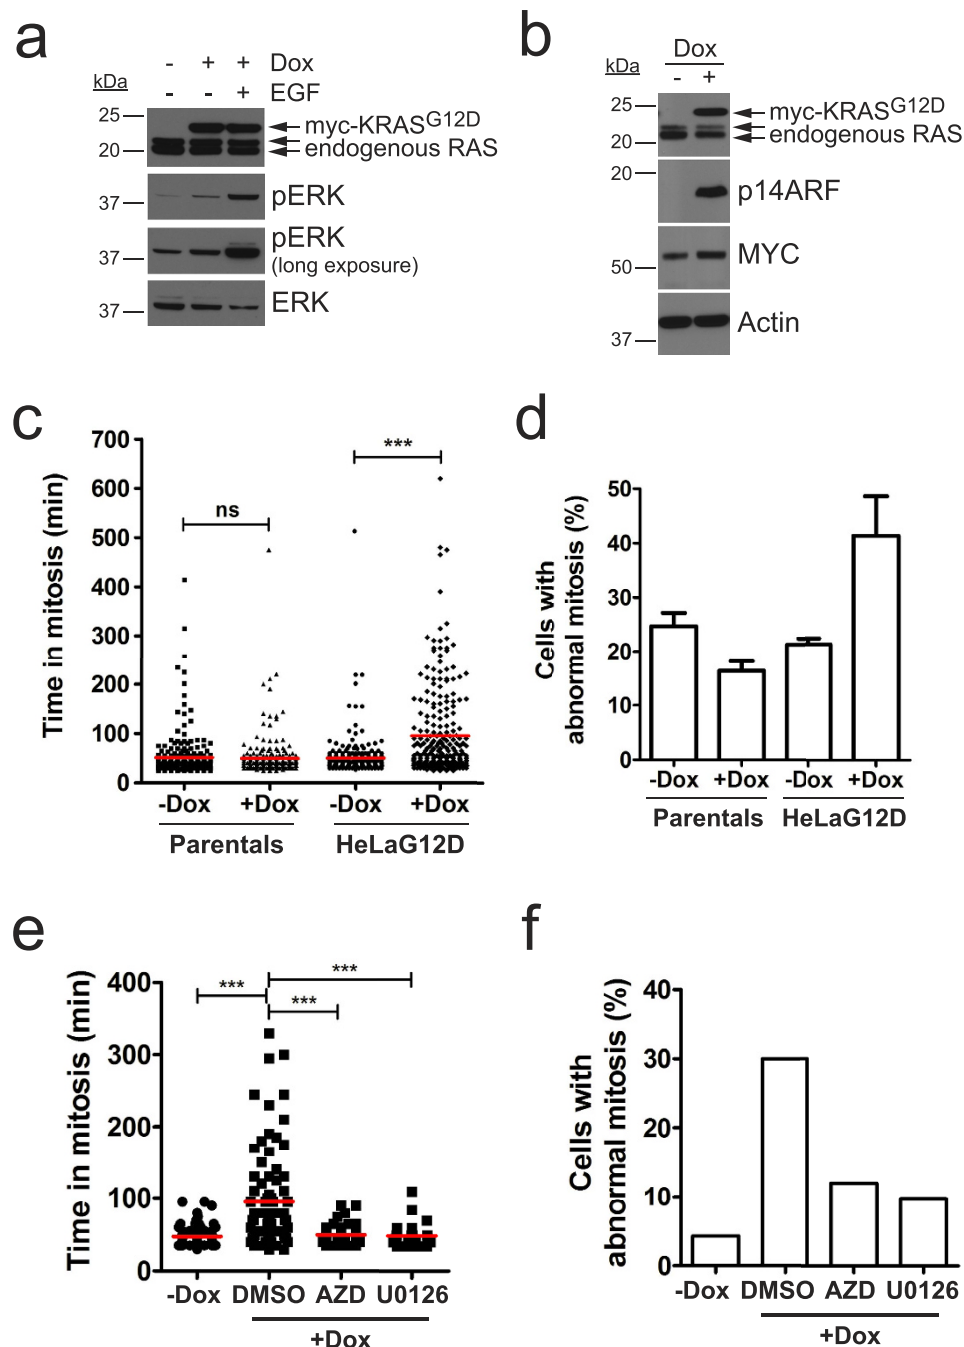 a
- + + Dox
kDa
- - + EGF
25
myc-KRASG12D
20
endogenous RAS
37
pERK
37
pERK
(long exposure)
37
ERK
b
Dox
kDa
- +
25
myc-KRASG12D
20
endogenous RAS
20
p14ARF
50
MYC
37
Actin
c
Time in mitosis (min)
700
600
500
400
300
200
100
0
ns
***
-Dox +Dox -Dox +Dox
Parentals HeLaG12D
d
Cells with
abnormal mitosis (%)
50
40
30
20
10
0
-Dox +Dox -Dox +Dox
Parentals HeLaG12D
e
Time in mitosis (min)
400
300
200
100
0
***
***
***
-Dox DMSO AZD U0126
+Dox
f
Cells with
abnormal mitosis (%)
40
30
20
10
0
-Dox DMSO AZD U0126
+Dox